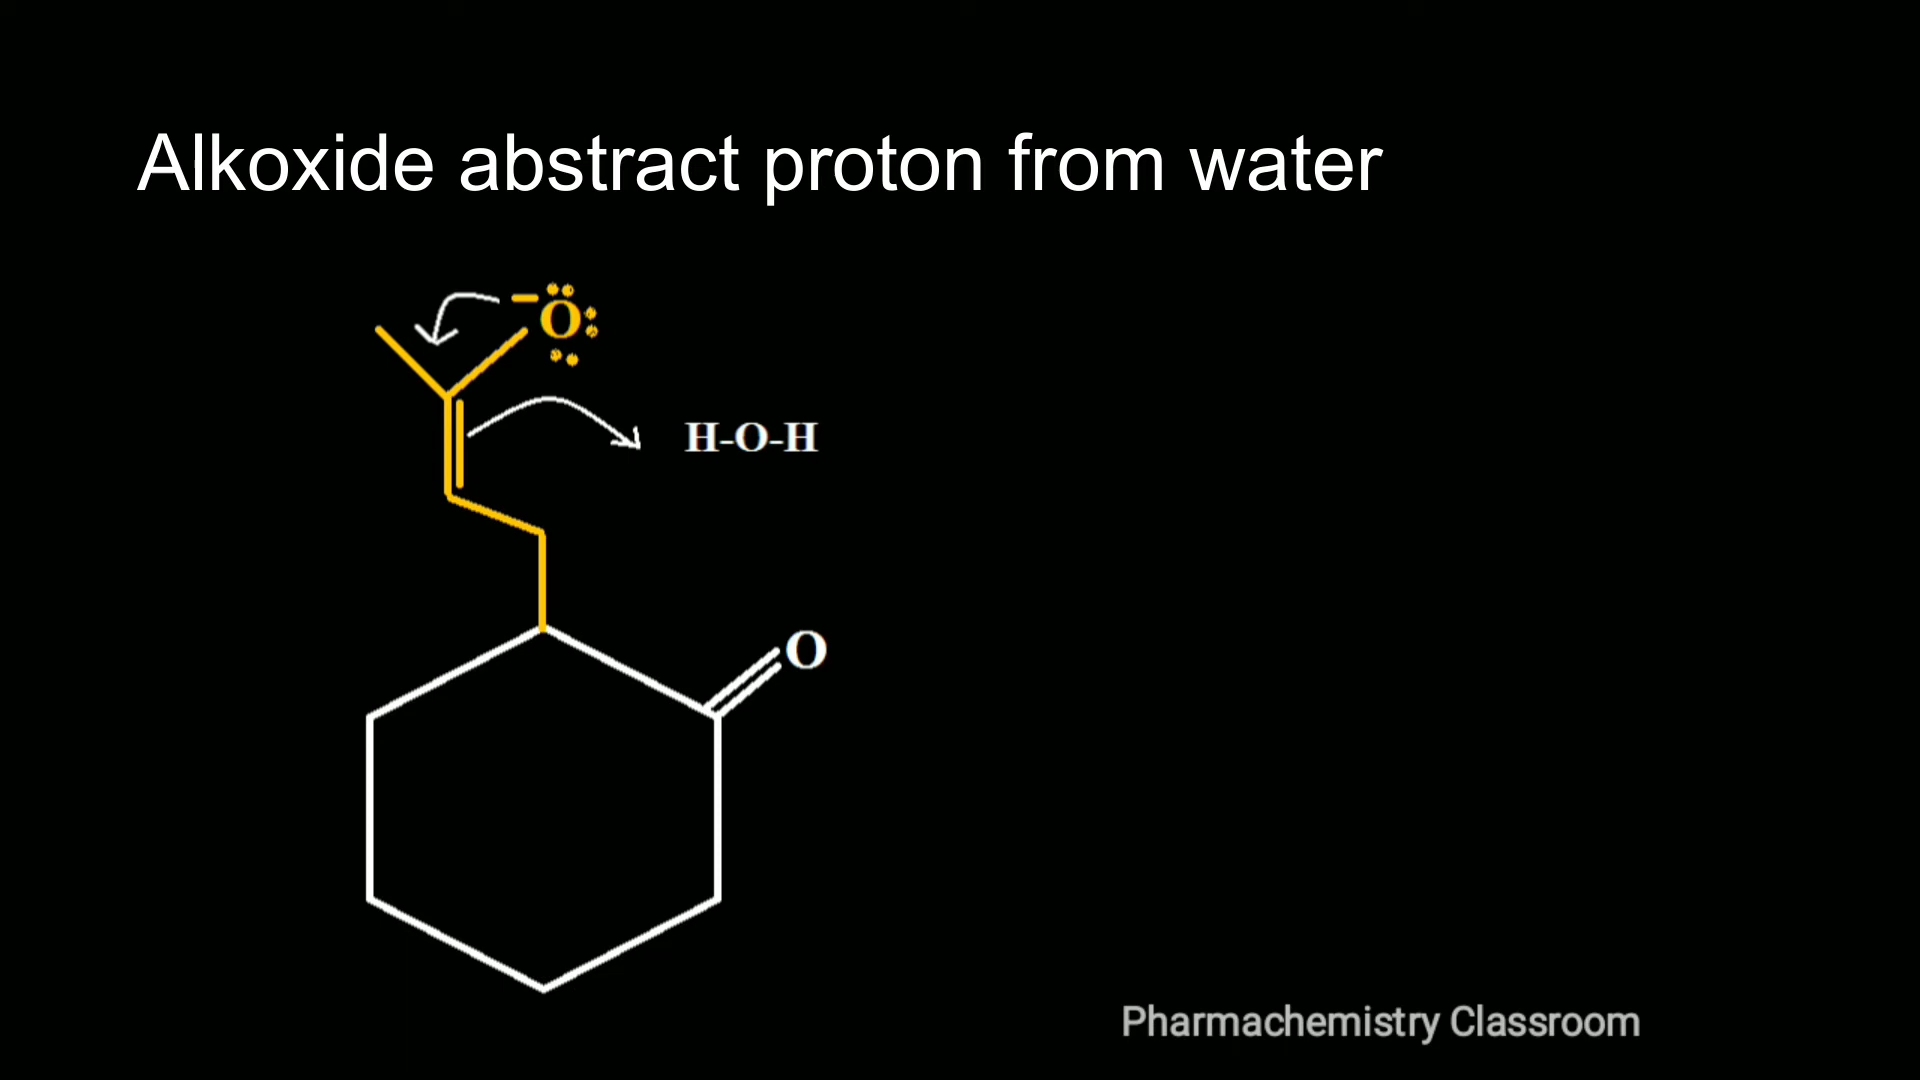 Alkoxide abstract proton from water
O
H-O-H
O
Pharmachemistry Classroom